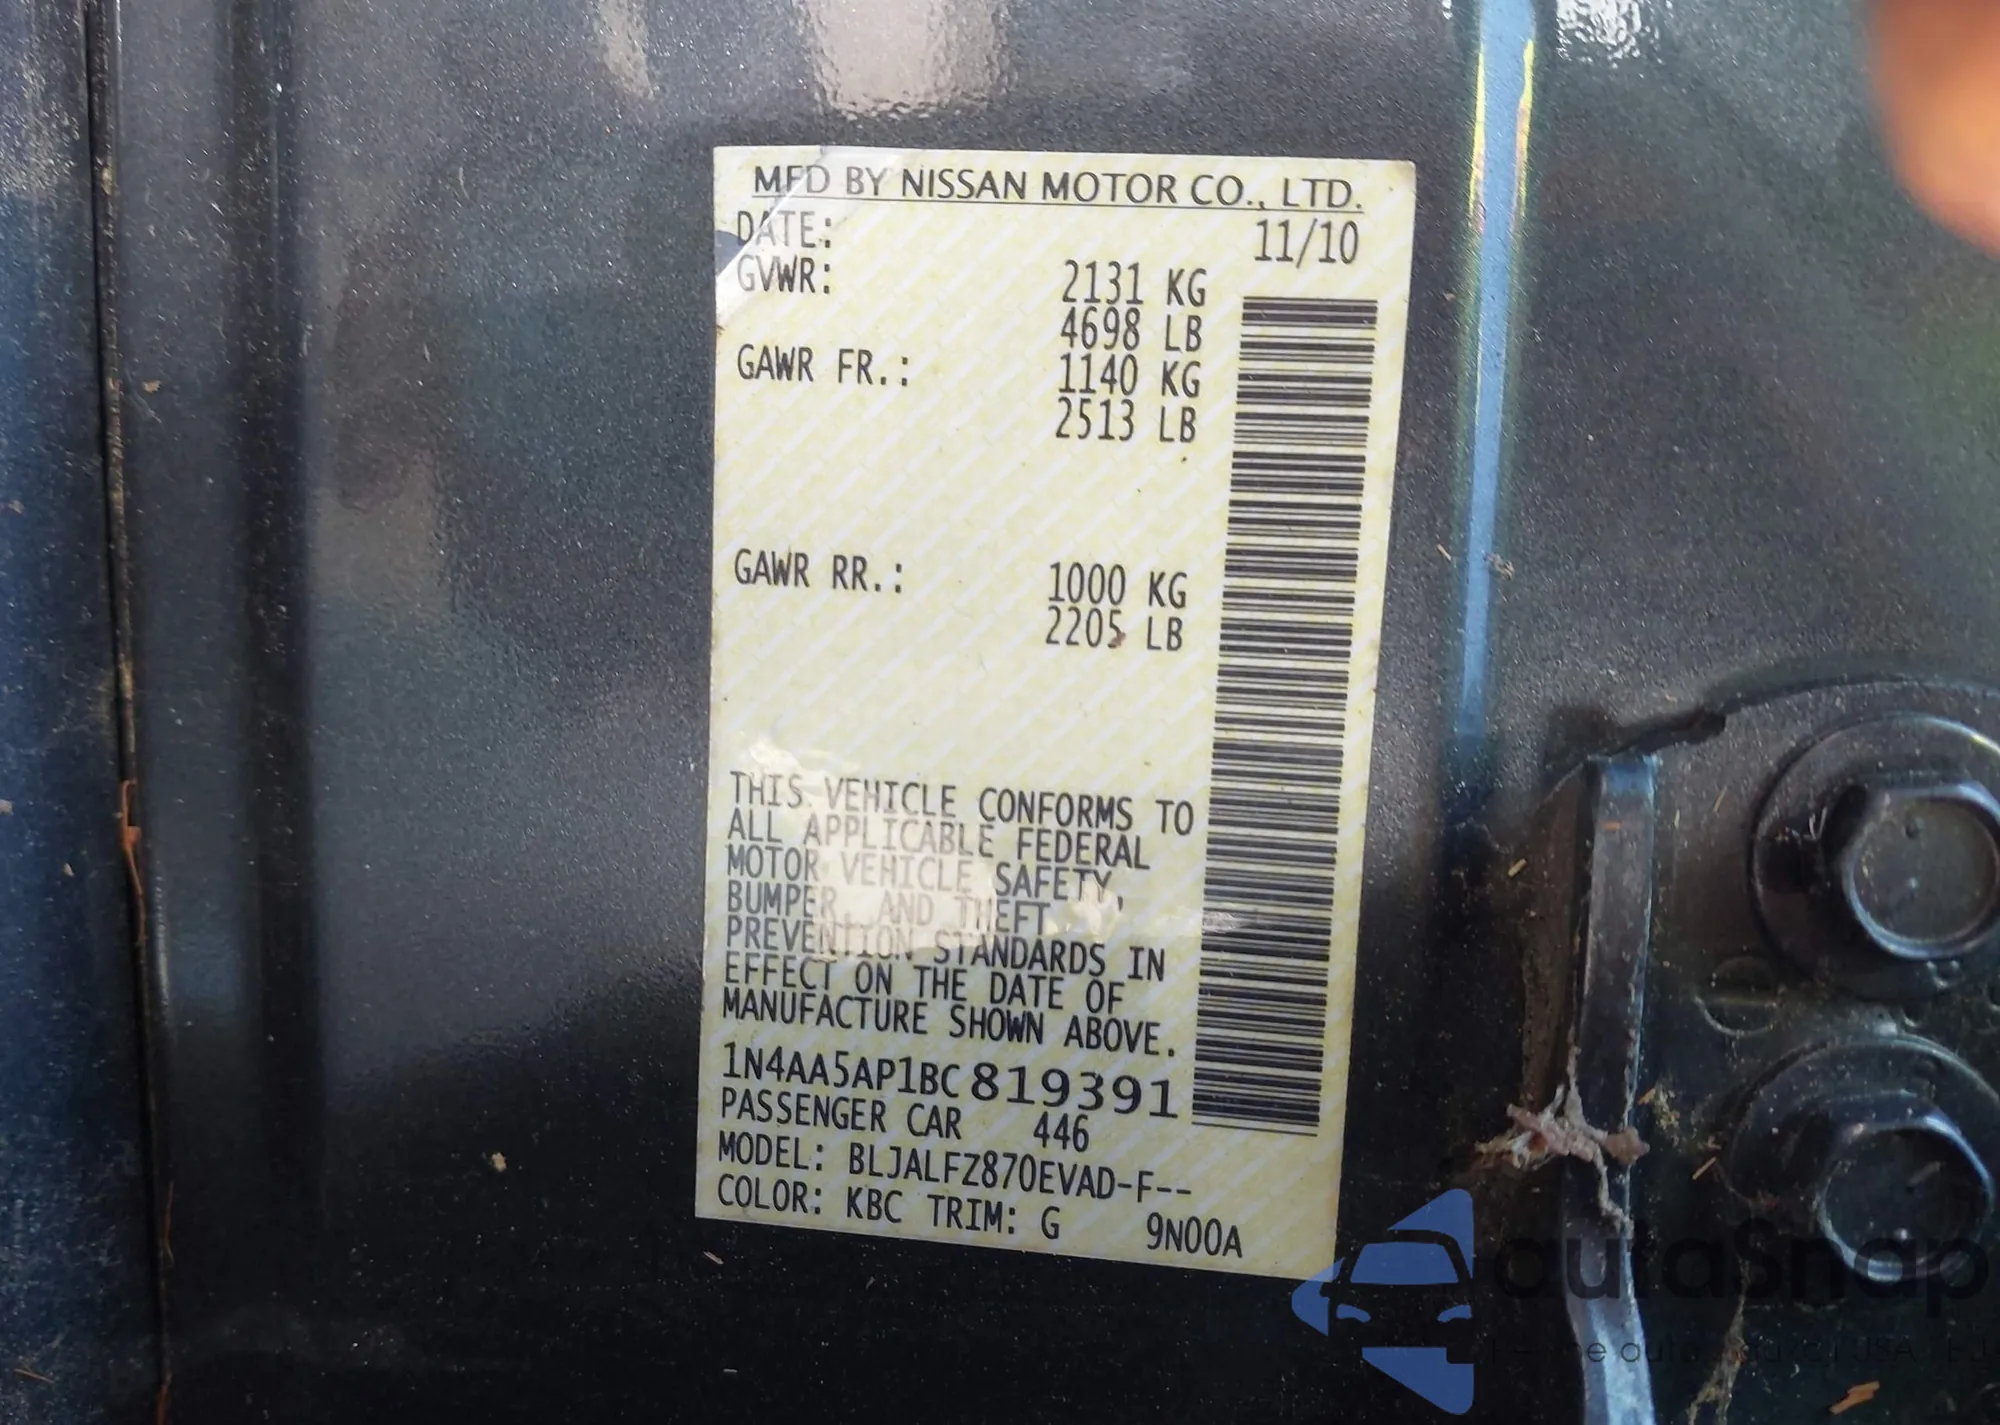 MFD BY NISSAN MOTOR CO., LTD.
DATE: 11/10
GVWR: 2131 KG
4698 LB
GAWR FR.: 1140 KG
2513 LB
GAWR RR.: 1000 KG
2205 LB
THIS VEHICLE CONFORMS TO
ALL APPLICABLE FEDERAL
MOTOR VEHICLE SAFETY,
BUMPER, AND THEFT
PREVENTION STANDARDS IN
EFFECT ON THE DATE OF
MANUFACTURE SHOWN ABOVE.
1N4AA5AP1BC819391
PASSENGER CAR 446
MODEL: BLJALFZ870EVAD-F--
COLOR: KBC TRIM: G 9N00A
autaSnap